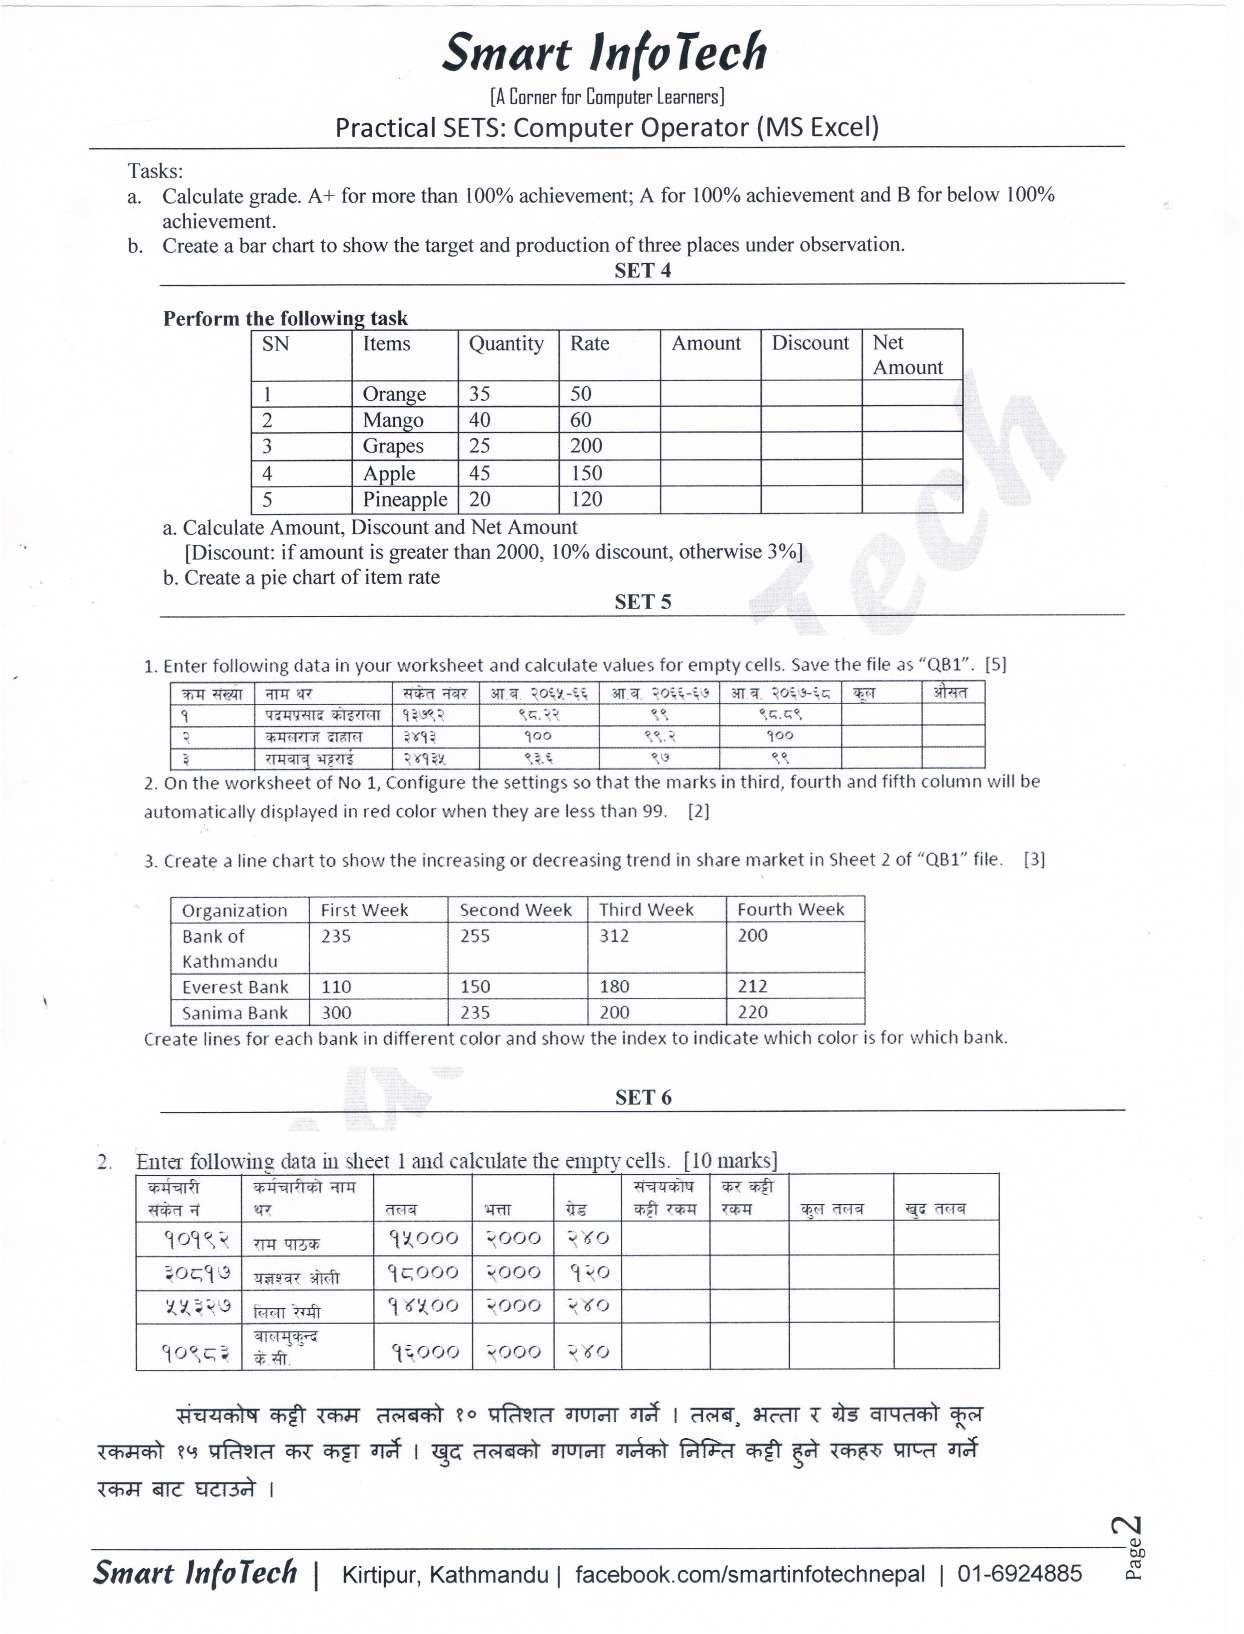 Smart InfoTech
[A Corner for Computer Learners]
Practical SETS: Computer Operator (MS Excel)
Tasks:
a. Calculate grade. A+ for more than 100% achievement; A for 100% achievement and B for below 100%
achievement.
b. Create a bar chart to show the target and production of three places under observation.
SET 4
Perform the following task
SN Items Quantity Rate Amount Discount Net
Amount
1 Orange 35 50
2 Mango 40 60
3 Grapes 25 200
4 Apple 45 150
5 Pineapple 20 120
a. Calculate Amount, Discount and Net Amount
[Discount: if amount is greater than 2000, 10% discount, otherwise 3%]
b. Create a pie chart of item rate
SET 5
1. Enter following data in your worksheet and calculate values for empty cells. Save the file as “QB1”. [5]
क्रम संख्या नाम थर संकेत नंबर आ.व. २०६५-६६ आ.व. २०६६-६७ आ.व. २०६७-६८ कूल औसत
१ पदमप्रसाद कोइराला १३७९२ ९८.२२ ९९ ९८.८९
२ कमलराज दाहाल ३४१३ १०० ९९.२ १००
३ रामबाबु भट्टराई २४१३५ ९३.६ ९७ ९९
2. On the worksheet of No 1, Configure the settings so that the marks in third, fourth and fifth column will be
automatically displayed in red color when they are less than 99. [2]
3. Create a line chart to show the increasing or decreasing trend in share market in Sheet 2 of “QB1” file. [3]
Organization First Week Second Week Third Week Fourth Week
Bank of 235 255 312 200
Kathmandu
Everest Bank 110 150 180 212
Sanima Bank 300 235 200 220
Create lines for each bank in different color and show the index to indicate which color is for which bank.
SET 6
2. Enter following data in sheet 1 and calculate the empty cells. [10 marks]
कर्मचारी कर्मचारीको नाम संचयकोष कर कट्टी
संकेत नं थर तलब भत्ता ग्रेड कट्टी रकम रकम कुल तलब खुद तलब
१०१९२ राम पाठक १५००० २००० २४०
३०८१७ यज्ञश्वर ओली १८००० २००० १२०
५५३२७ लिला रेग्मी १४५०० २००० २४०
बालमुकुन्द
१०९८३ के.सी. १६००० २००० २४०
संचयकोष कट्टी रकम तलबको १० प्रतिशत गणना गर्ने । तलब, भत्ता र ग्रेड वापतको कूल
रकमको १५ प्रतिशत कर कट्टा गर्ने । खुद तलबको गणना गर्नको निम्ति कट्टी हुने रकहरु प्राप्त गर्ने
रकम बाट घटाउने ।
Page 2
Smart InfoTech | Kirtipur, Kathmandu | facebook.com/smartinfotechnepal | 01-6924885
Tech